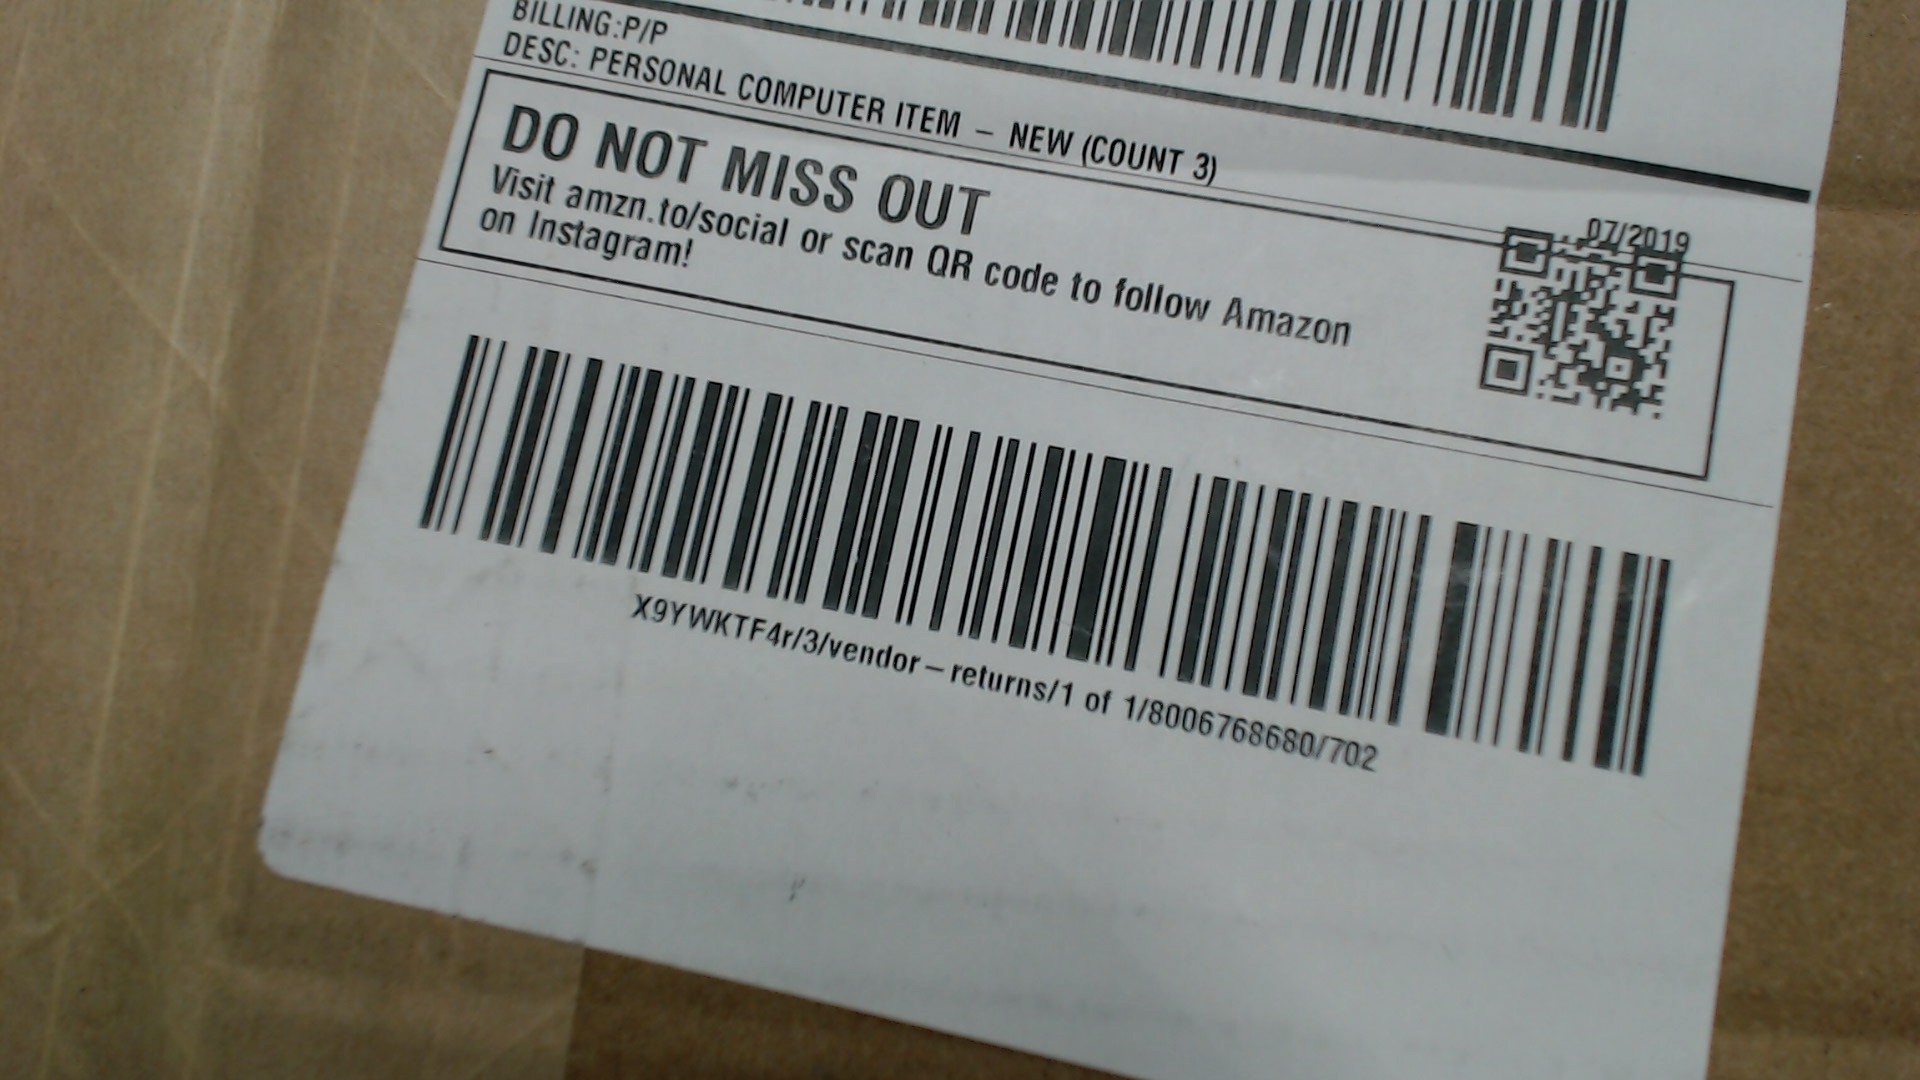 BILLING:P/P
DESC: PERSONAL COMPUTER ITEM – NEW (COUNT 3)
07/2019
DO NOT MISS OUT
Visit amzn.to/social or scan QR code to follow Amazon
on Instagram!
X9YWKTF4r/3/vendor–returns/1 of 1/8006768680/702